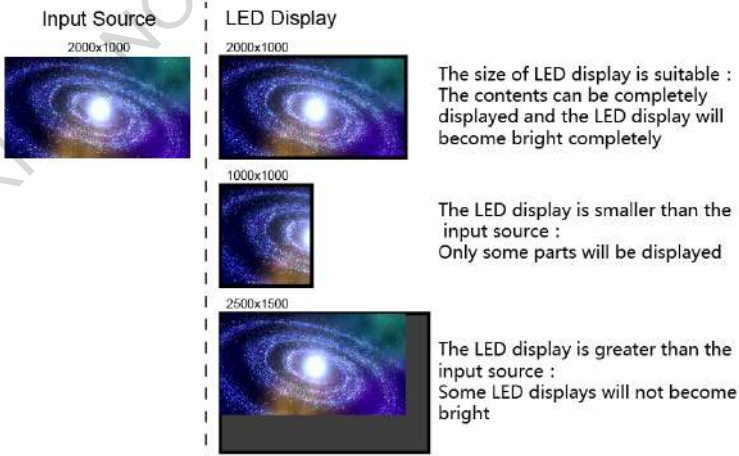 Input Source
LED Display
2000x1000
2000x1000
The size of LED display is suitable :
The contents can be completely
displayed and the LED display will
become bright completely
1000x1000
The LED display is smaller than the
input source :
Only some parts will be displayed
2500x1500
The LED display is greater than the
input source :
Some LED displays will not become
bright